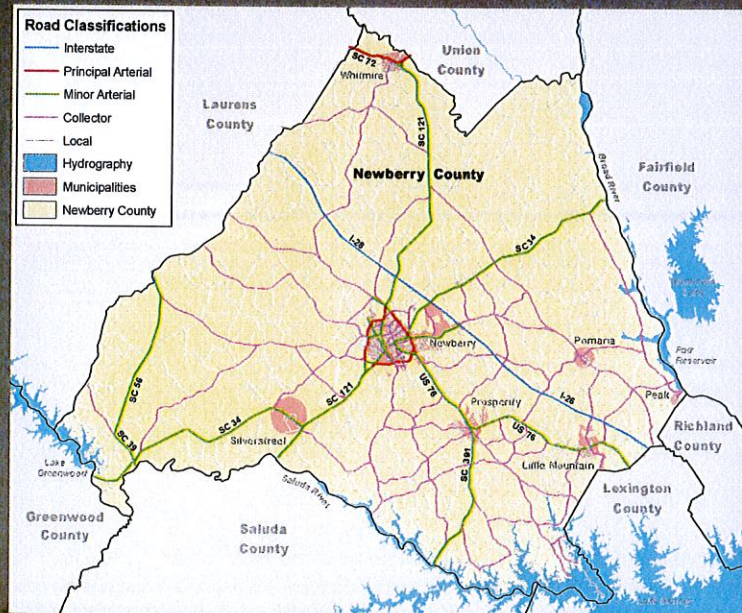 Road Classifications
Interstate
Principal Arterial
Minor Arterial
Collector
Local
Hydrography
Municipalities
Newberry County
Union
County
SC 72
Whitmire
Laurens
County
SC 121
Newberry County
Broad River
Fairfield
County
I-26
SC 34
Newberry
Pomaria
Parr
Reservoir
SC 56
US 76
SC 121
Prosperity
I-26
Peak
SC 34
Silverstreet
US 76
Richland
County
SC 39
Little Mountain
Lake
Greenwood
SC 391
Saluda River
Lexington
County
Greenwood
County
Saluda
County